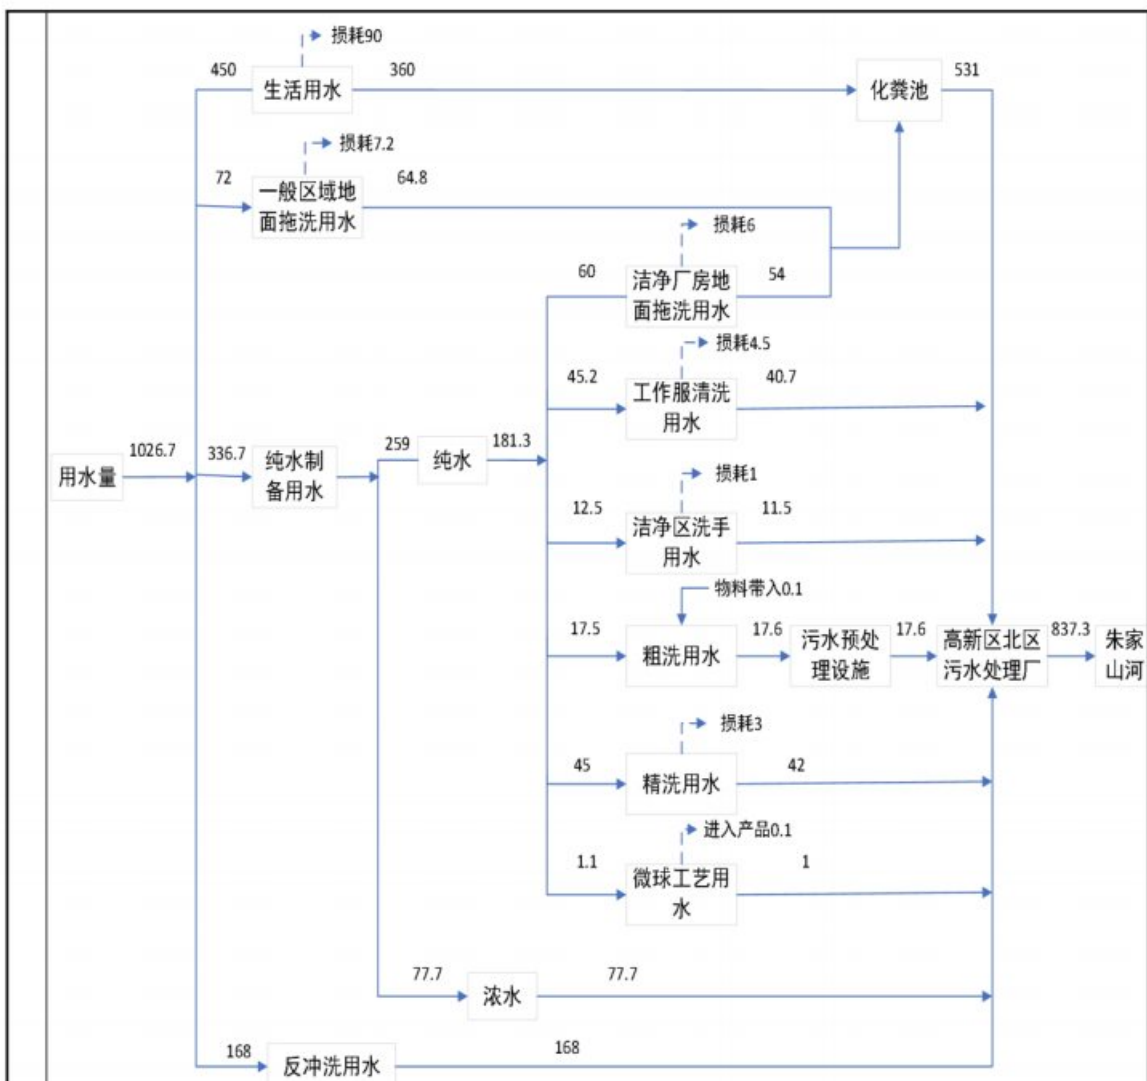 损耗90
450
生活用水
360
化粪池
531
损耗7.2
72
一般区域地
面拖洗用水
64.8
损耗6
60
洁净厂房地
面拖洗用水
54
损耗4.5
45.2
工作服清洗
用水
40.7
用水量
1026.7
336.7
纯水制
备用水
259
纯水
181.3
损耗1
12.5
洁净区洗手
用水
11.5
物料带入0.1
17.5
粗洗用水
17.6
污水预处
理设施
17.6
高新区北区
污水处理厂
837.3
朱家
山河
损耗3
45
精洗用水
42
进入产品0.1
1.1
微球工艺用
水
1
77.7
浓水
77.7
168
反冲洗用水
168